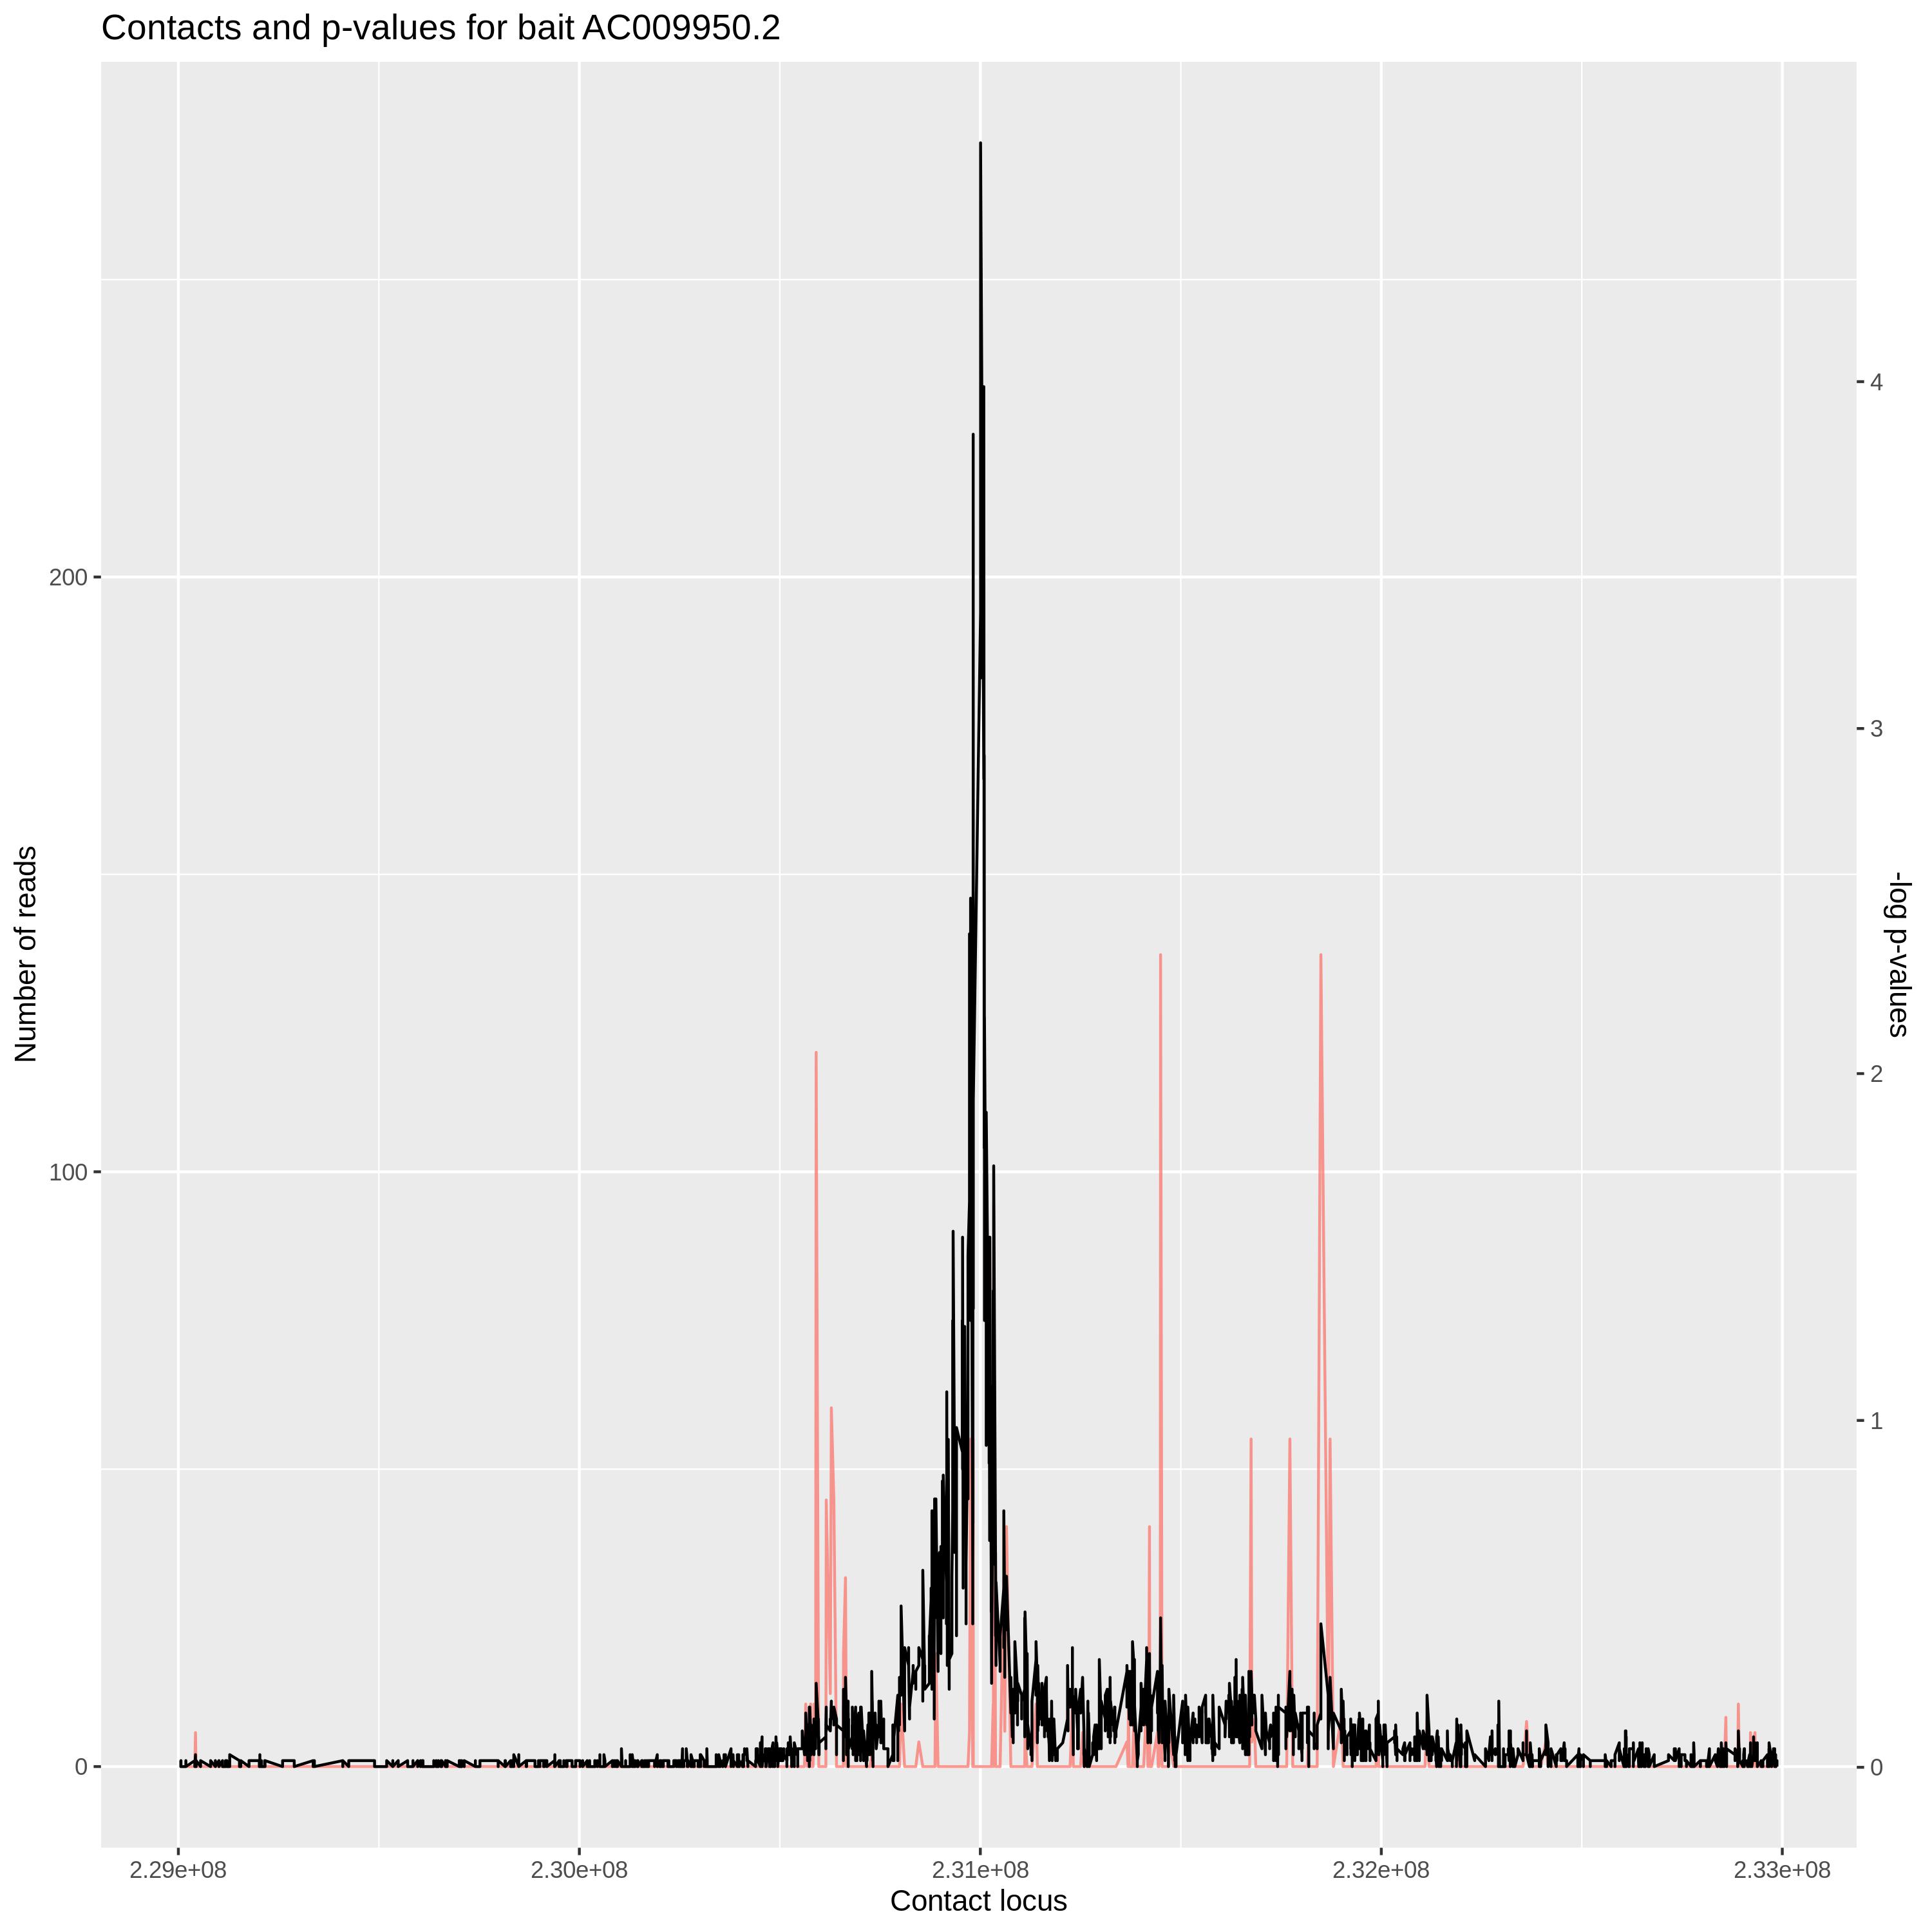 Contacts and p-values for bait AC009950.2
Number of reads
200
100
0
4
3
2
1
0
-log p-values
2.29e+08
2.30e+08
2.31e+08
2.32e+08
2.33e+08
Contact locus